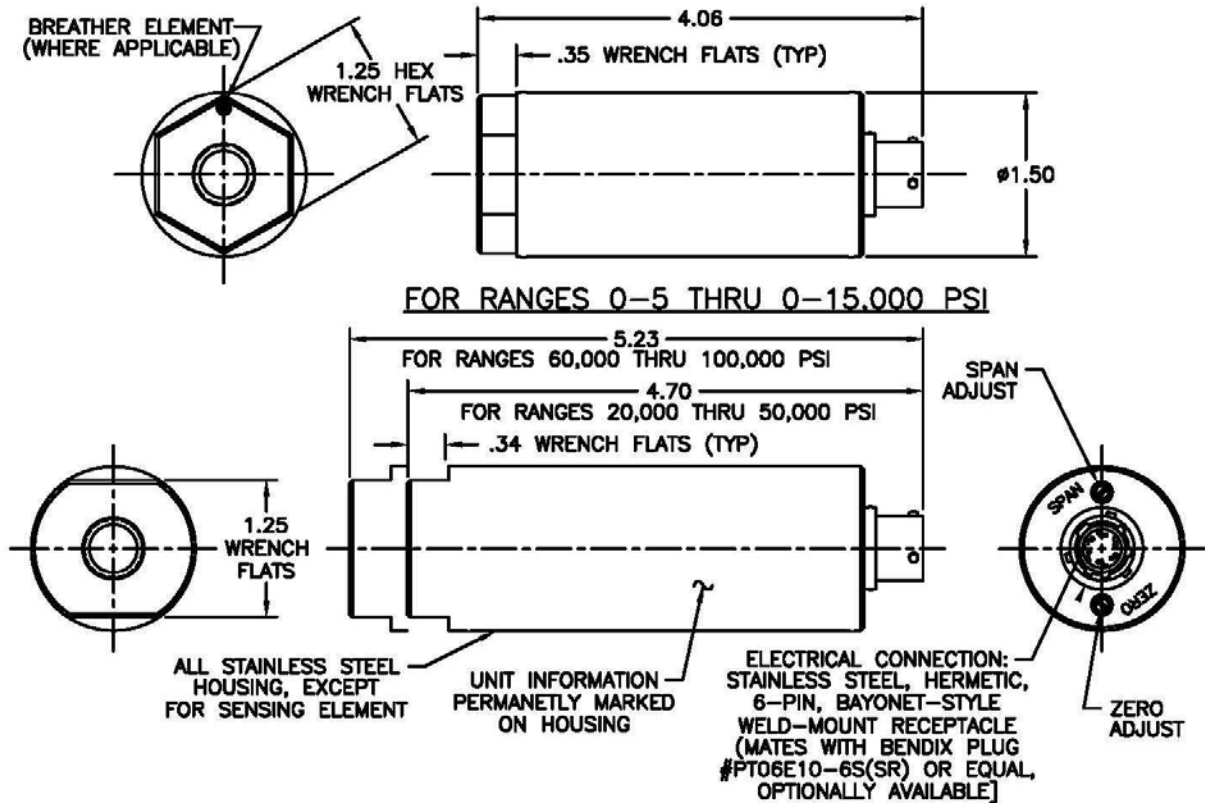 BREATHER ELEMENT
(WHERE APPLICABLE)
1.25 HEX
WRENCH FLATS
4.06
.35 WRENCH FLATS (TYP)
ø1.50
FOR RANGES 0-5 THRU 0-15,000 PSI
5.23
FOR RANGES 60,000 THRU 100,000 PSI
4.70
FOR RANGES 20,000 THRU 50,000 PSI
.34 WRENCH FLATS (TYP)
1.25
WRENCH
FLATS
SPAN
ADJUST
SPAN
ZERO
ALL STAINLESS STEEL
HOUSING, EXCEPT
FOR SENSING ELEMENT
UNIT INFORMATION
PERMANETLY MARKED
ON HOUSING
ELECTRICAL CONNECTION:
STAINLESS STEEL, HERMETIC,
6-PIN, BAYONET-STYLE
WELD-MOUNT RECEPTACLE
(MATES WITH BENDIX PLUG
#PT06E10-6S(SR) OR EQUAL,
OPTIONALLY AVAILABLE]
ZERO
ADJUST